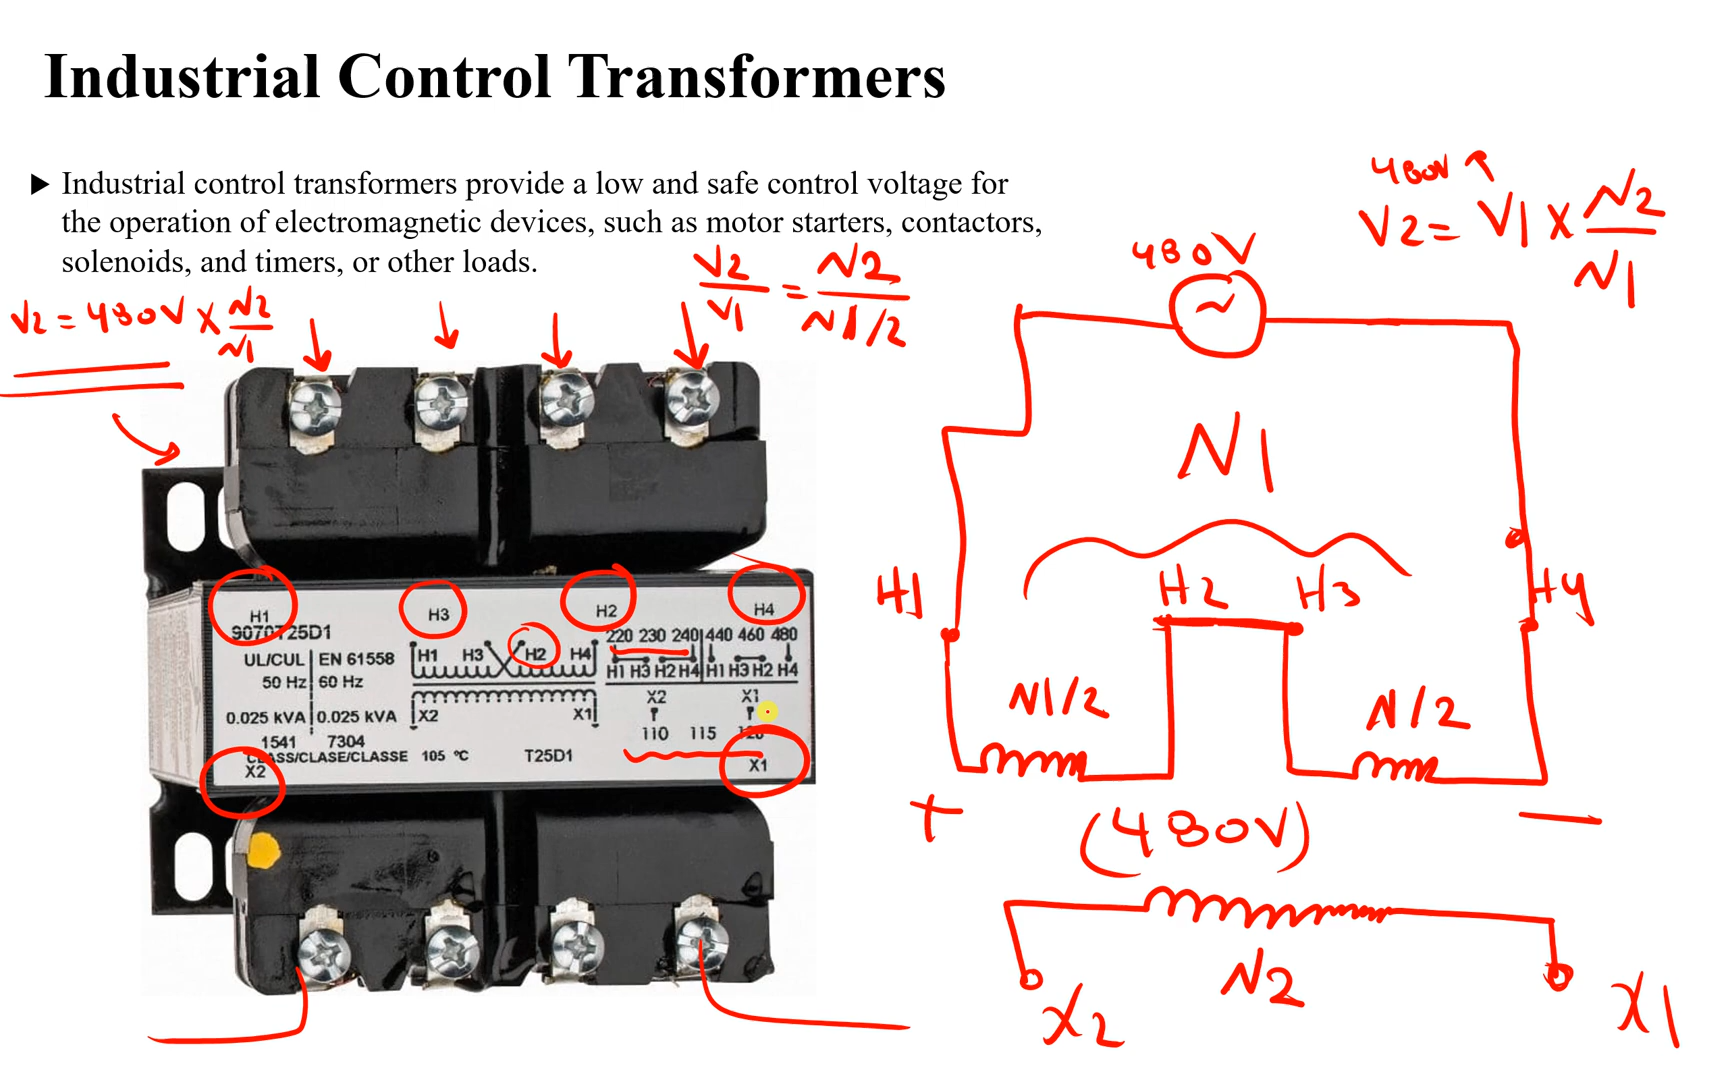 Industrial Control Transformers
Industrial control transformers provide a low and safe control voltage for
the operation of electromagnetic devices, such as motor starters, contactors,
solenoids, and timers, or other loads.
480V
V2 = V1 x N2
N1
480V
V2 = N2
V1 N1/2
V2 = 480V x N2
N1
N1
H1 H2 H3 H4
N1/2 N/2
+ (480V) —
N2
X2 X1
H1 H3 H2 H4
9070T25D1
UL/CUL EN 61558
50 Hz 60 Hz
0.025 kVA 0.025 kVA
1541 7304
CLASS/CLASE/CLASSE 105 °C T25D1
X2 X1
H1 H3 H2 H4
X2 X1
220 230 240 440 460 480
H1 H3 H2 H4 H1 H3 H2 H4
X2 X1
110 115 120